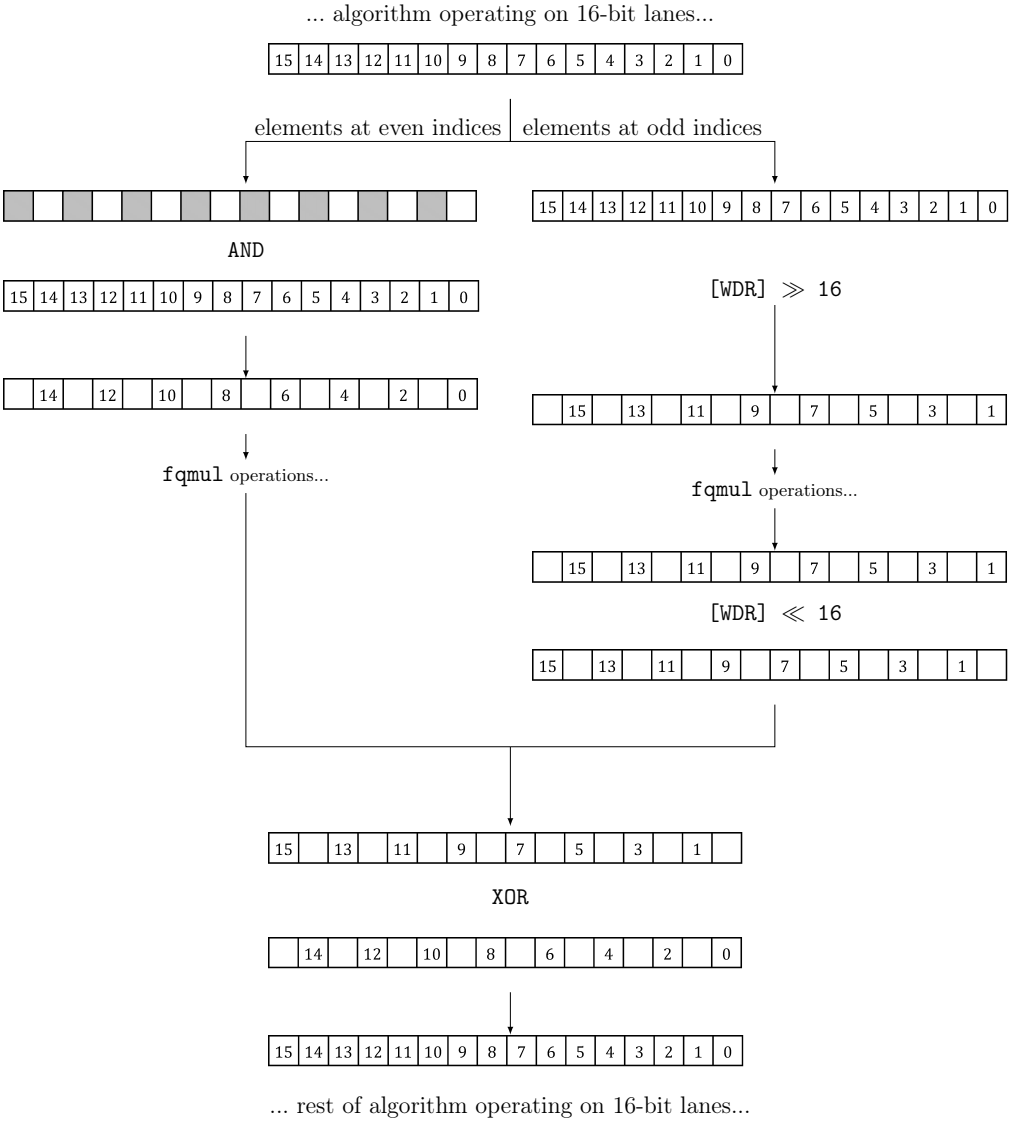 ... algorithm operating on 16-bit lanes...
15 14 13 12 11 10 9 8 7 6 5 4 3 2 1 0
elements at even indices
elements at odd indices
15 14 13 12 11 10 9 8 7 6 5 4 3 2 1 0
AND
15 14 13 12 11 10 9 8 7 6 5 4 3 2 1 0
[WDR] ≫ 16
14 12 10 8 6 4 2 0
15 13 11 9 7 5 3 1
fqmul operations...
fqmul operations...
15 13 11 9 7 5 3 1
[WDR] ≪ 16
15 13 11 9 7 5 3 1
15 13 11 9 7 5 3 1
XOR
14 12 10 8 6 4 2 0
15 14 13 12 11 10 9 8 7 6 5 4 3 2 1 0
... rest of algorithm operating on 16-bit lanes...